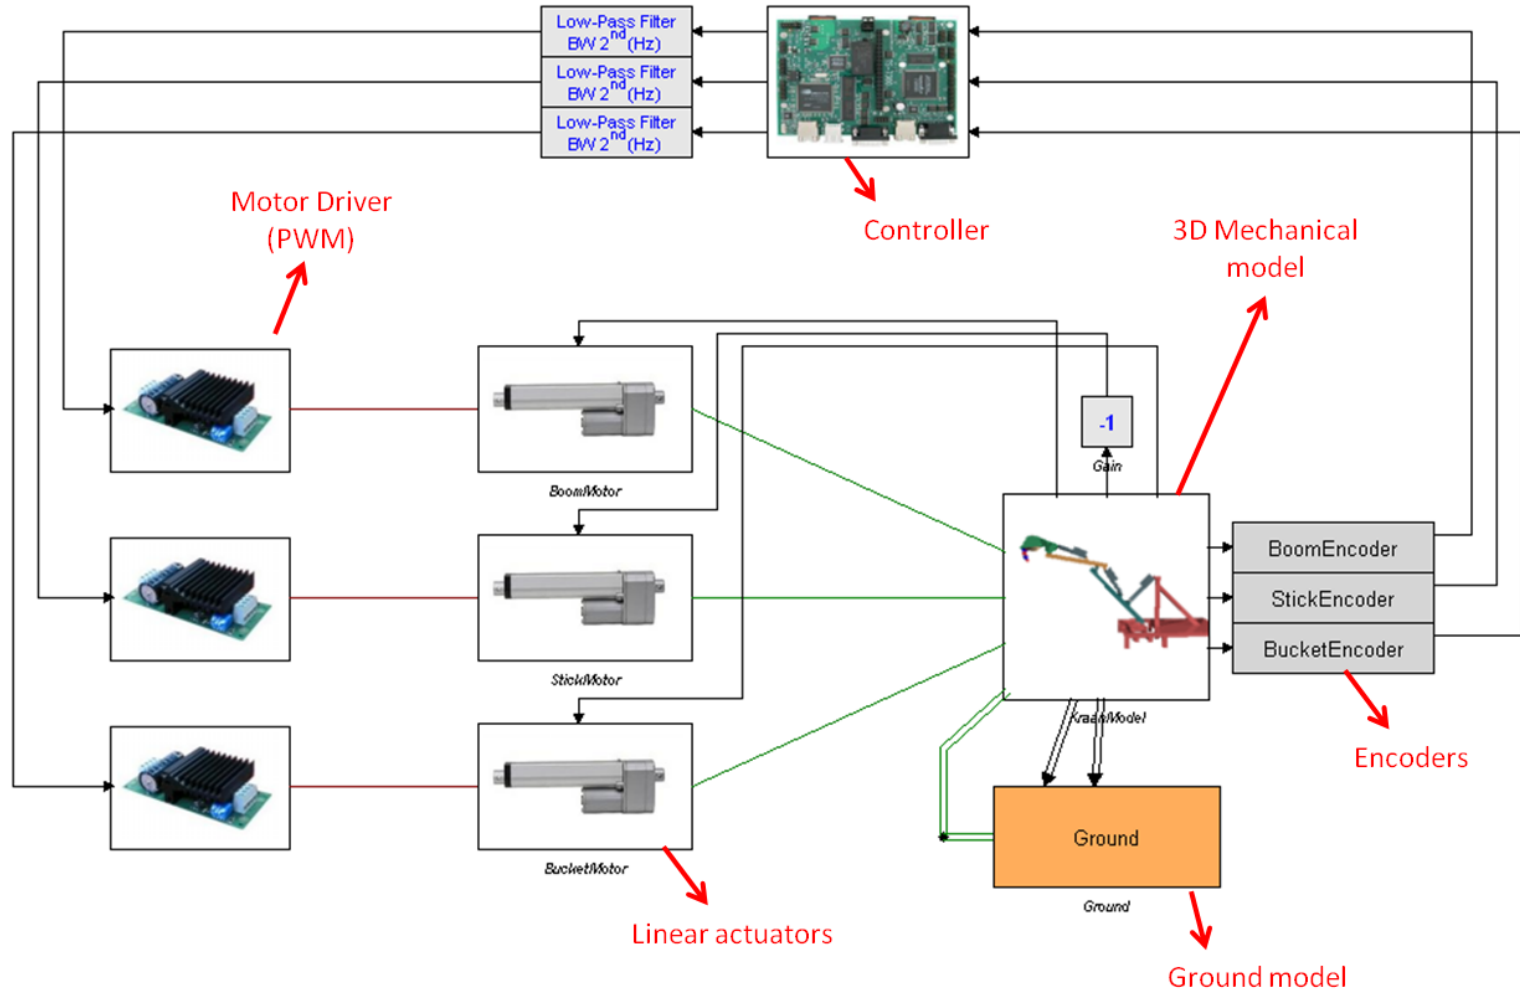 Low-Pass Filter
BW 2nd (Hz)
Low-Pass Filter
BW 2nd (Hz)
Low-Pass Filter
BW 2nd (Hz)
Motor Driver
(PWM)
Controller
3D Mechanical
model
-1
Gain
BoomMotor
BoomEncoder
StickEncoder
BucketEncoder
StickMotor
KraanModel
Encoders
Ground
BucketMotor
Ground
Linear actuators
Ground model